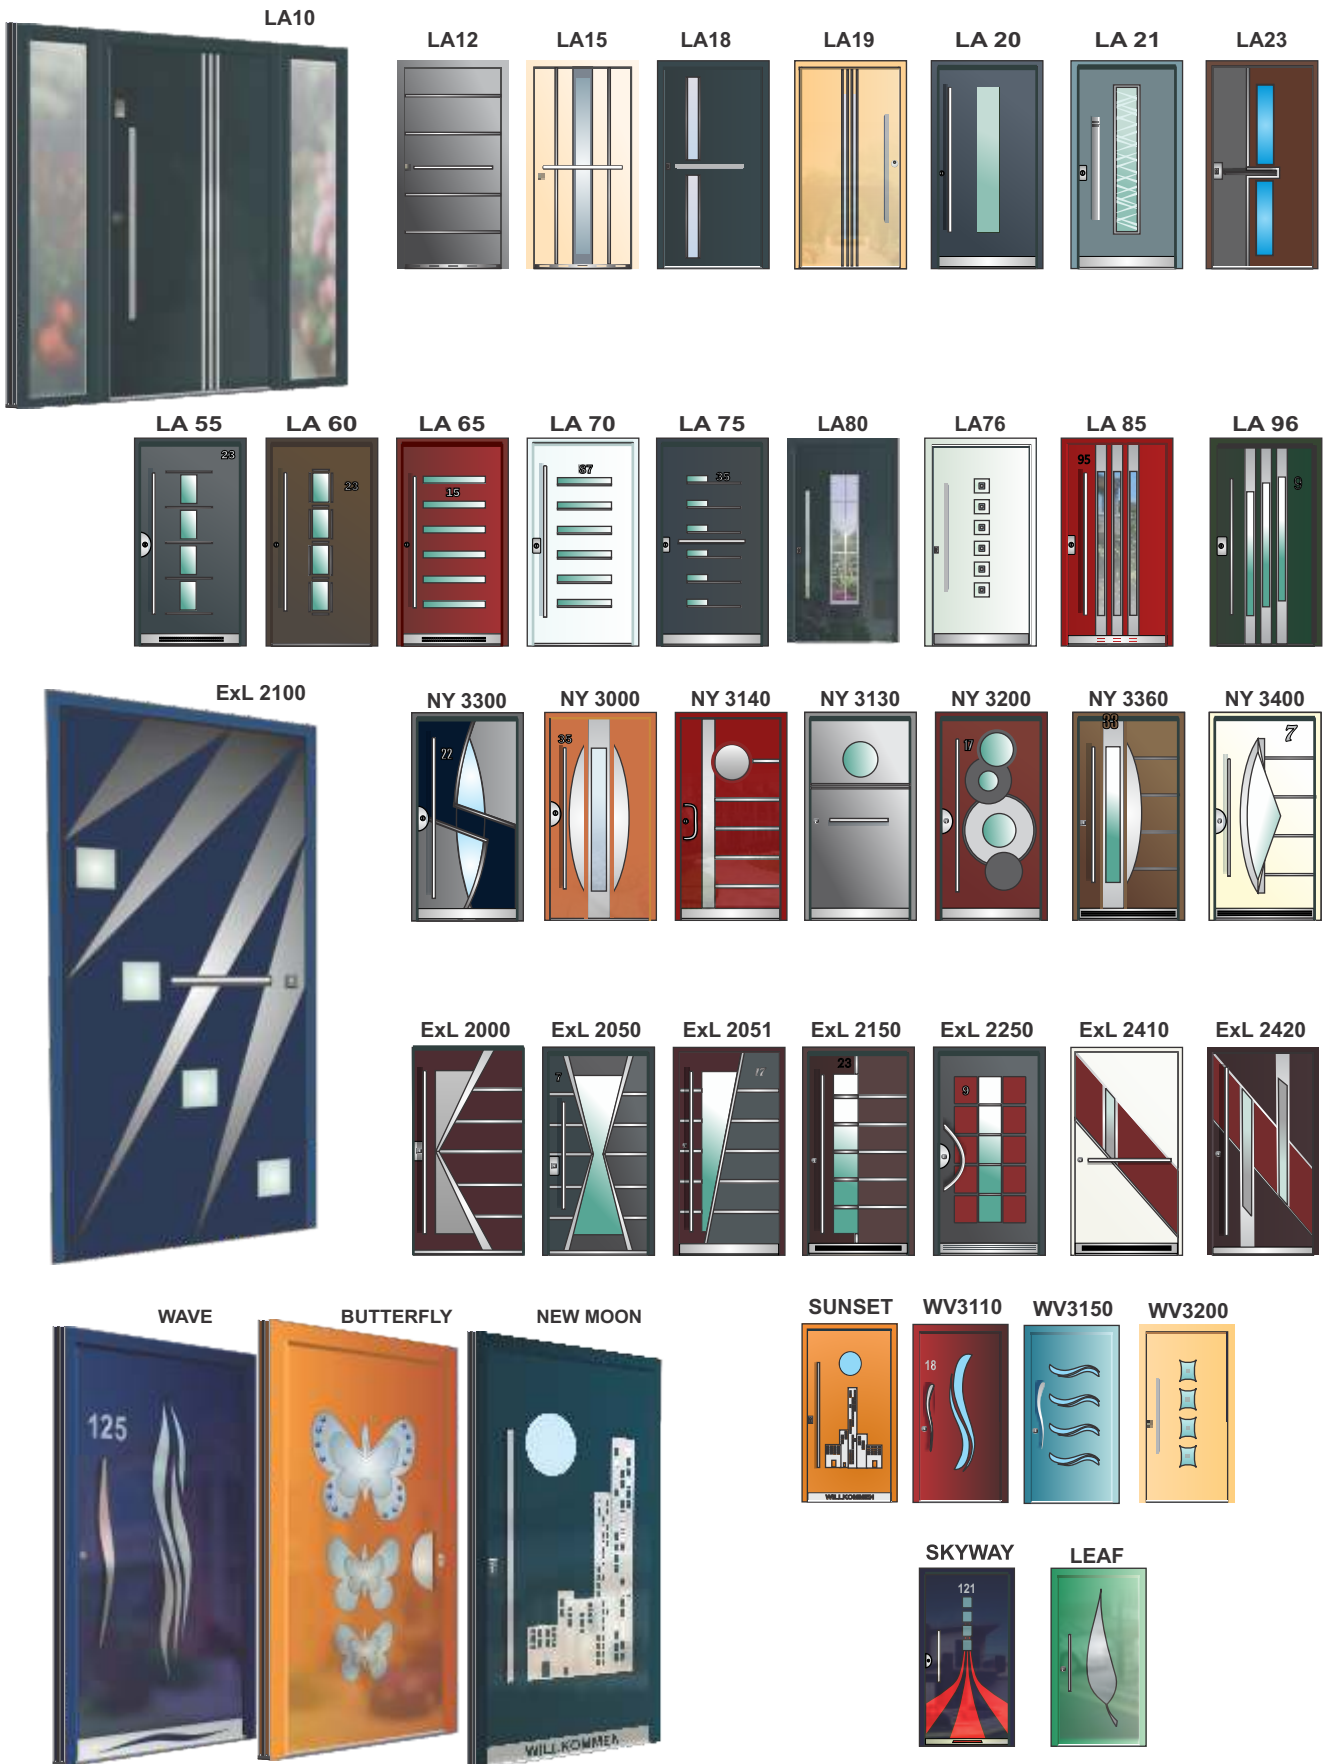 LA10
LA12 LA15 LA18 LA19 LA 20 LA 21 LA23
LA 55 LA 60 LA 65 LA 70 LA 75 LA80 LA76 LA 85 LA 96
23 23 15 87 35 95 9
ExL 2100
NY 3300 NY 3000 NY 3140 NY 3130 NY 3200 NY 3360 NY 3400
22 35 17 33 7
ExL 2000 ExL 2050 ExL 2051 ExL 2150 ExL 2250 ExL 2410 ExL 2420
7 17 23 9
WAVE BUTTERFLY NEW MOON
SUNSET WV3110 WV3150 WV3200
125
18
WILLKOMMEN
SKYWAY LEAF
121
WILLKOMMEN